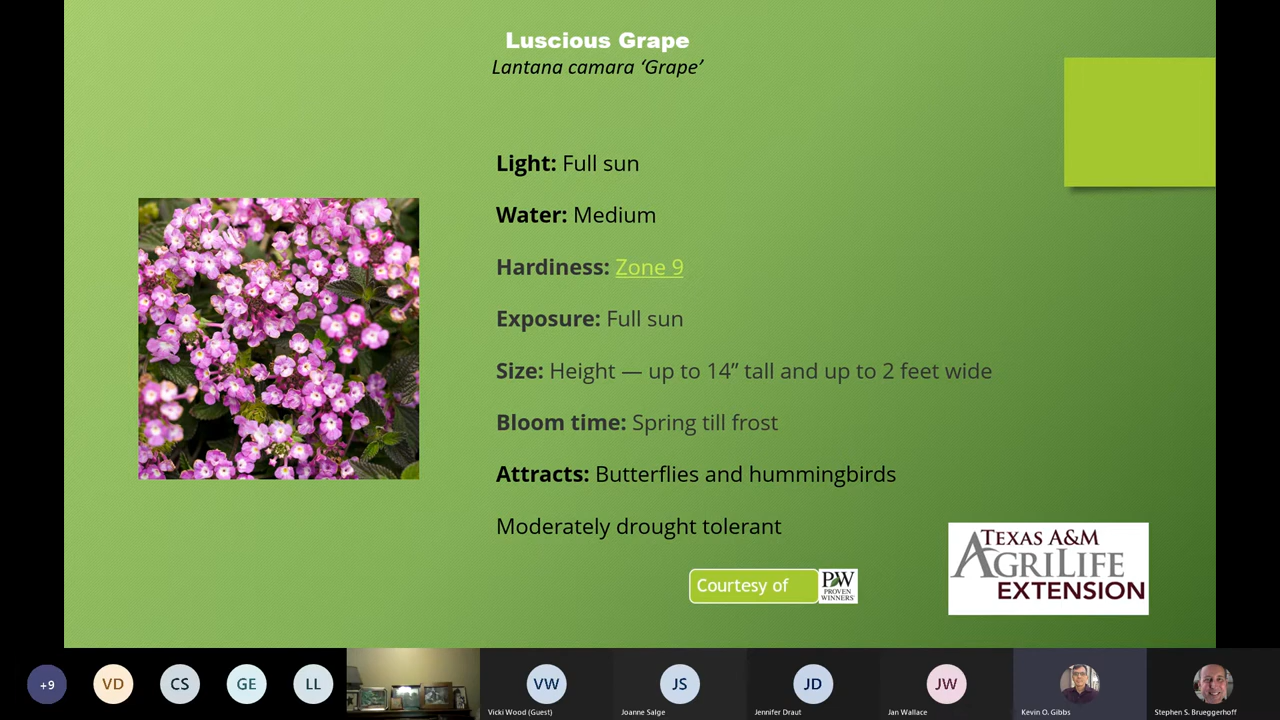 Luscious Grape
Lantana camara ‘Grape’
Light: Full sun
Water: Medium
Hardiness: Zone 9
Exposure: Full sun
Size: Height — up to 14” tall and up to 2 feet wide
Bloom time: Spring till frost
Attracts: Butterflies and hummingbirds
Moderately drought tolerant
Courtesy of
PW
PROVEN
WINNERS
TEXAS A&M
AGRILIFE
EXTENSION
+9
VD
CS
GE
LL
VW
JS
JD
JW
Vicki Wood (Guest)
Joanne Salge
Jennifer Draut
Jan Wallace
Kevin O. Gibbs
Stephen S. Brueggerhoff